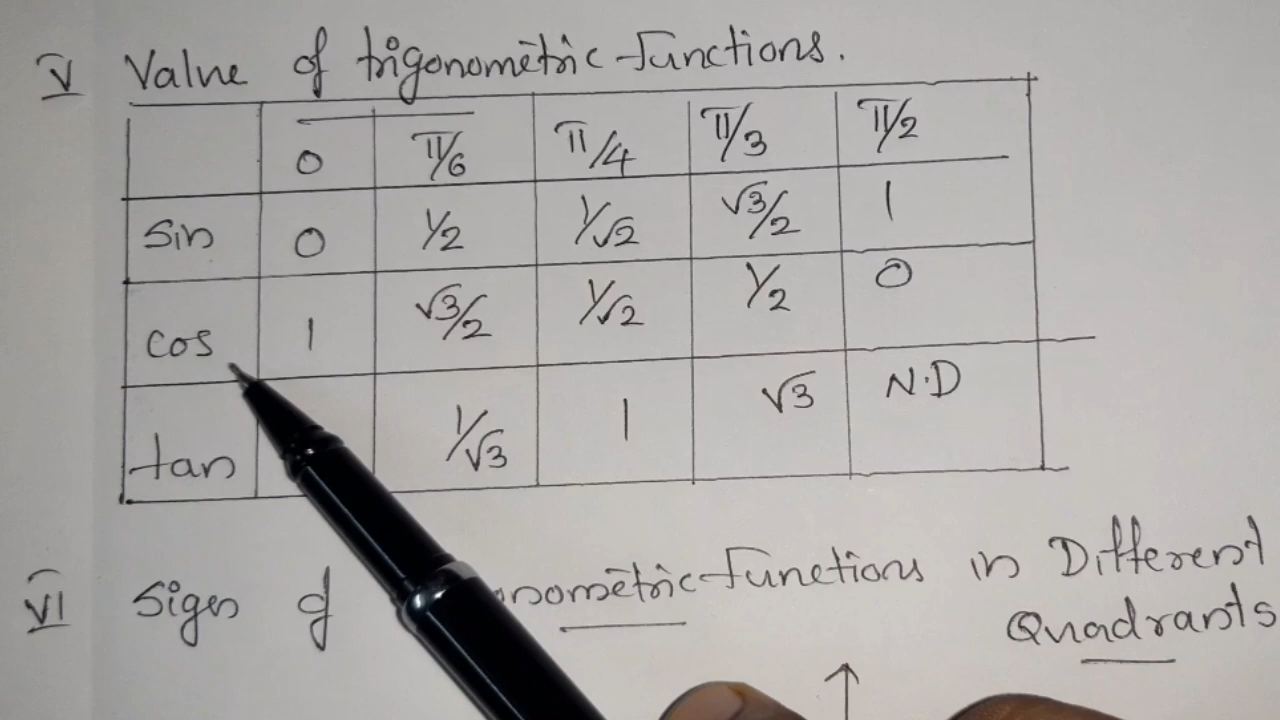 V Value of trigonometric functions.
0 π/6 π/4 π/3 π/2
Sin 0 1/2 1/√2 √3/2 1
cos 1 √3/2 1/√2 1/2 0
tan 1/√3 1 √3 N.D
VI Signs of functions in Different
Quadrants